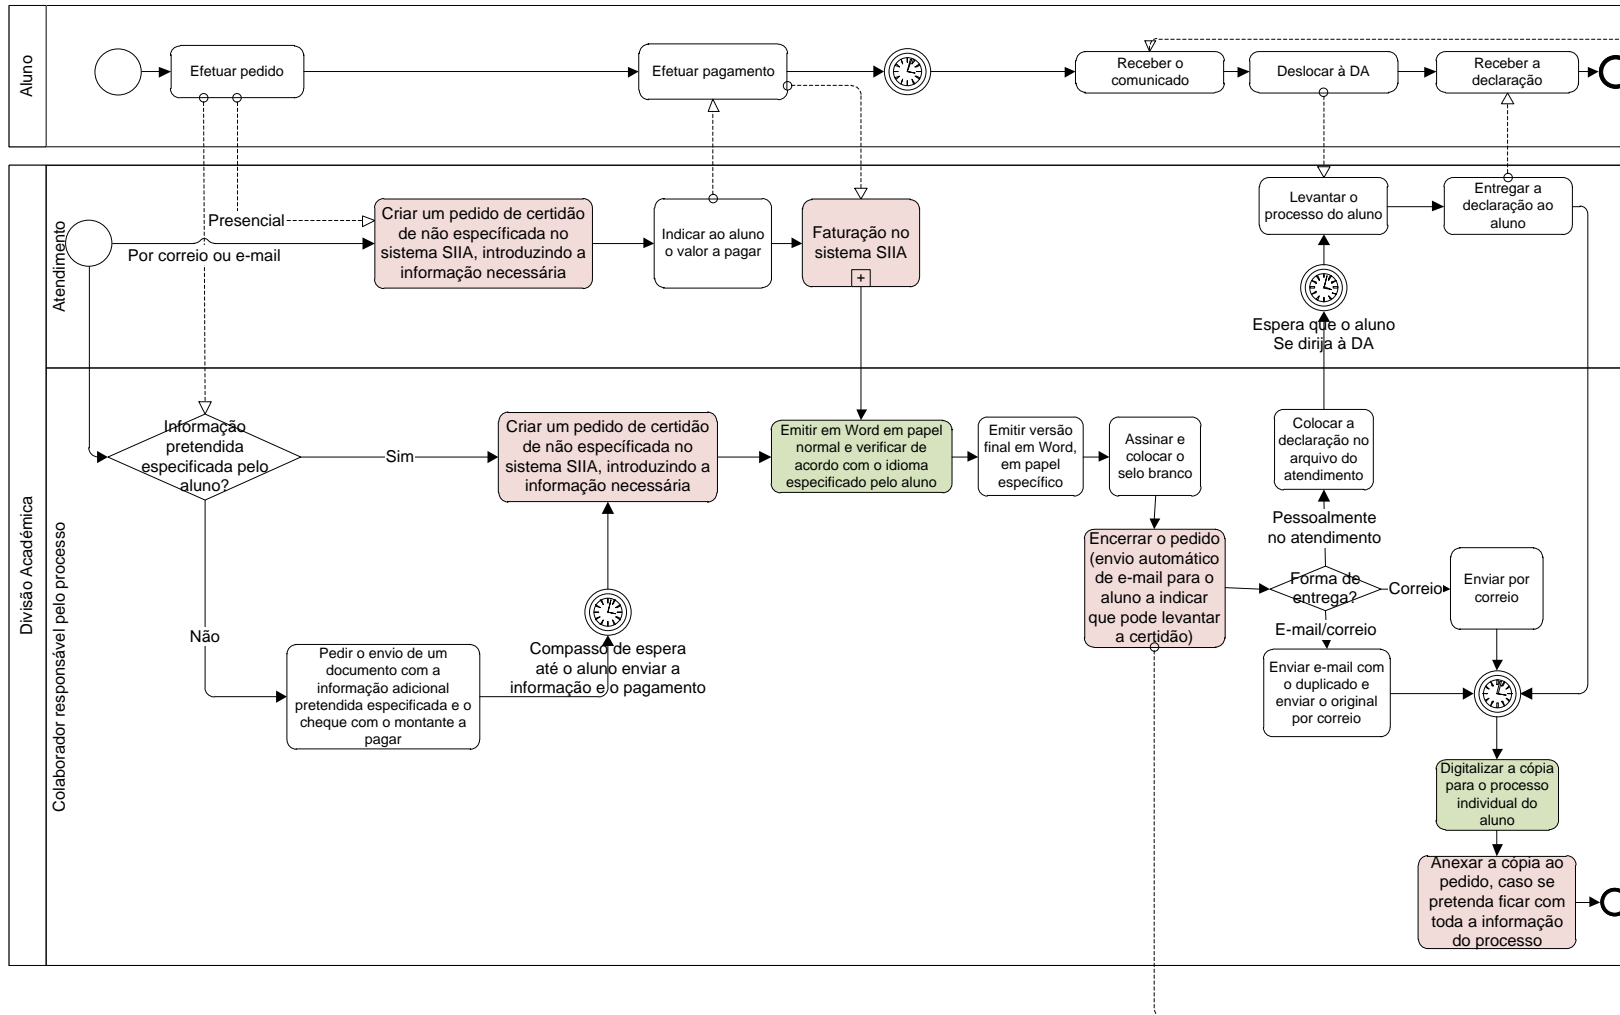 Aluno
Efetuar pedido
Efetuar pagamento
Receber o
comunicado
Deslocar à DA
Receber a
declaração
Divisão Académica
Atendimento
Presencial
Por correio ou e-mail
Criar um pedido de certidão
de não específicada no
sistema SIIA, introduzindo a
informação necessária
Indicar ao aluno
o valor a pagar
Faturação no
sistema SIIA
+
Levantar o
processo do aluno
Entregar a
declaração ao
aluno
Espera que o aluno
Se dirija à DA
Colaborador responsável pelo processo
Informação
pretendida
especificada pelo
aluno?
Sim
Criar um pedido de certidão
de não específicada no
sistema SIIA, introduzindo a
informação necessária
Emitir em Word em papel
normal e verificar de
acordo com o idioma
especificado pelo aluno
Emitir versão
final em Word,
em papel
específico
Assinar e
colocar o
selo branco
Colocar a
declaração no
arquivo do
atendimento
Pessoalmente
no atendimento
Encerrar o pedido
(envio automático
de e-mail para o
aluno a indicar
que pode levantar
a certidão)
Forma de
entrega?
Correio
Enviar por
correio
E-mail/correio
Não
Pedir o envio de um
documento com a
informação adicional
pretendida especificada e o
cheque com o montante a
pagar
Compasso de espera
até o aluno enviar a
informação e o pagamento
Enviar e-mail com
o duplicado e
enviar o original
por correio
Digitalizar a cópia
para o processo
individual do
aluno
Anexar a cópia ao
pedido, caso se
pretenda ficar com
toda a informação
do processo